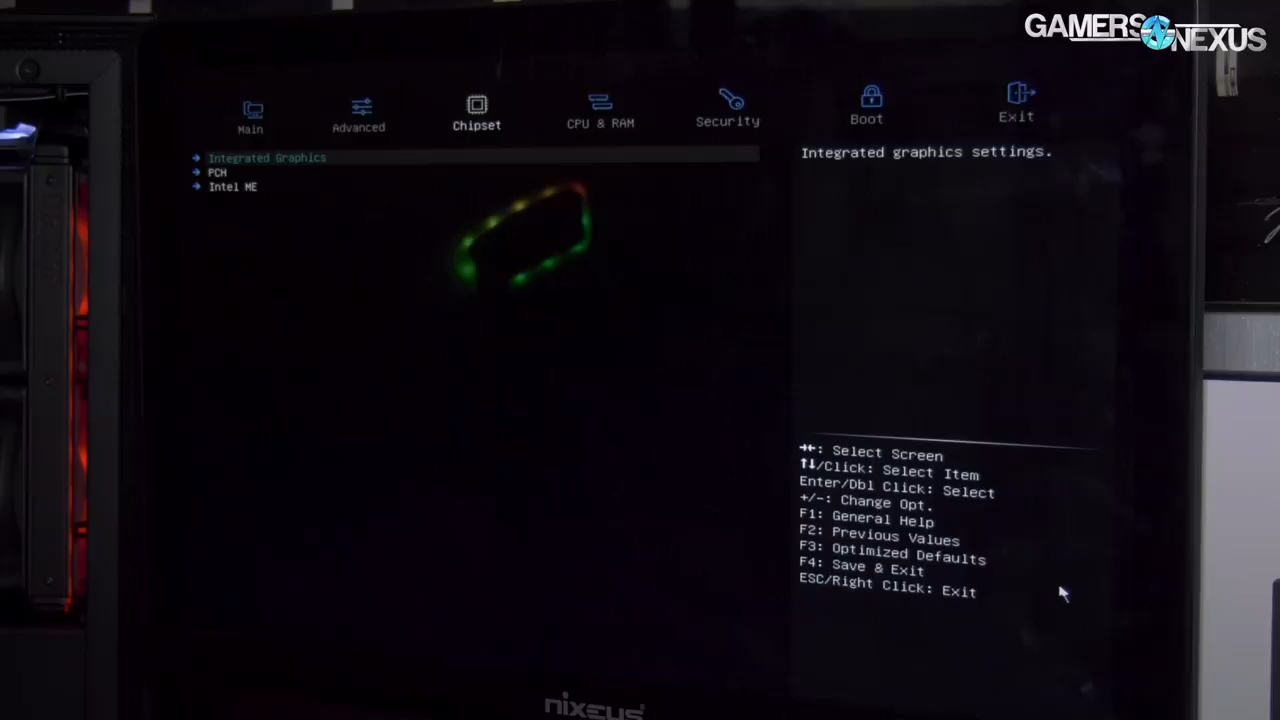 GAMERS NEXUS
Main Advanced Chipset CPU & RAM Security Boot Exit
Integrated Graphics
PCH
Intel ME
Integrated graphics settings.
→←: Select Screen
↑↓/Click: Select Item
Enter/Dbl Click: Select
+/-: Change Opt.
F1: General Help
F2: Previous Values
F3: Optimized Defaults
F4: Save & Exit
ESC/Right Click: Exit
nixeus